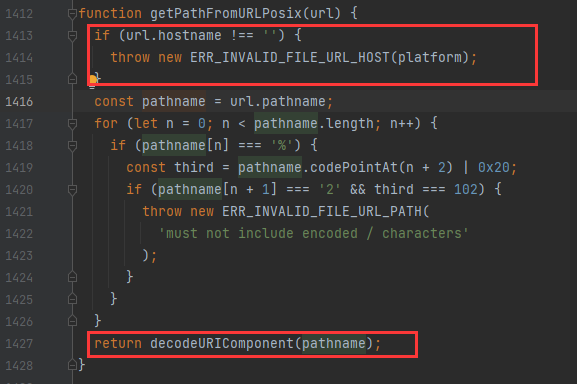 1412 function getPathFromURLPosix(url) {
1413 if (url.hostname !== '') {
1414 throw new ERR_INVALID_FILE_URL_HOST(platform);
1415 }
1416 const pathname = url.pathname;
1417 for (let n = 0; n < pathname.length; n++) {
1418 if (pathname[n] === '%') {
1419 const third = pathname.codePointAt(n + 2) | 0x20;
1420 if (pathname[n + 1] === '2' && third === 102) {
1421 throw new ERR_INVALID_FILE_URL_PATH(
1422 'must not include encoded / characters'
1423 );
1424 }
1425 }
1426 }
1427 return decodeURIComponent(pathname);
1428 }